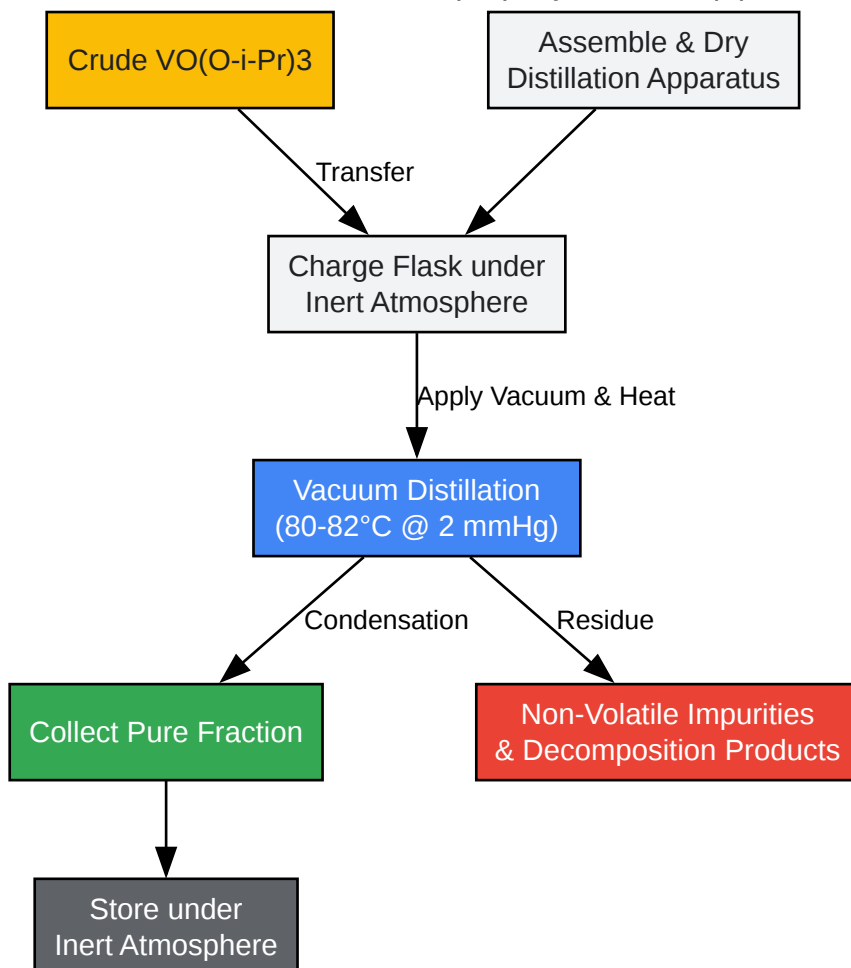 Crude VO(O-i-Pr)3
Assemble & Dry
Distillation Apparatus
Transfer
Charge Flask under
Inert Atmosphere
Apply Vacuum & Heat
Vacuum Distillation
(80-82°C @ 2 mmHg)
Condensation
Residue
Collect Pure Fraction
Non-Volatile Impurities
& Decomposition Products
Store under
Inert Atmosphere